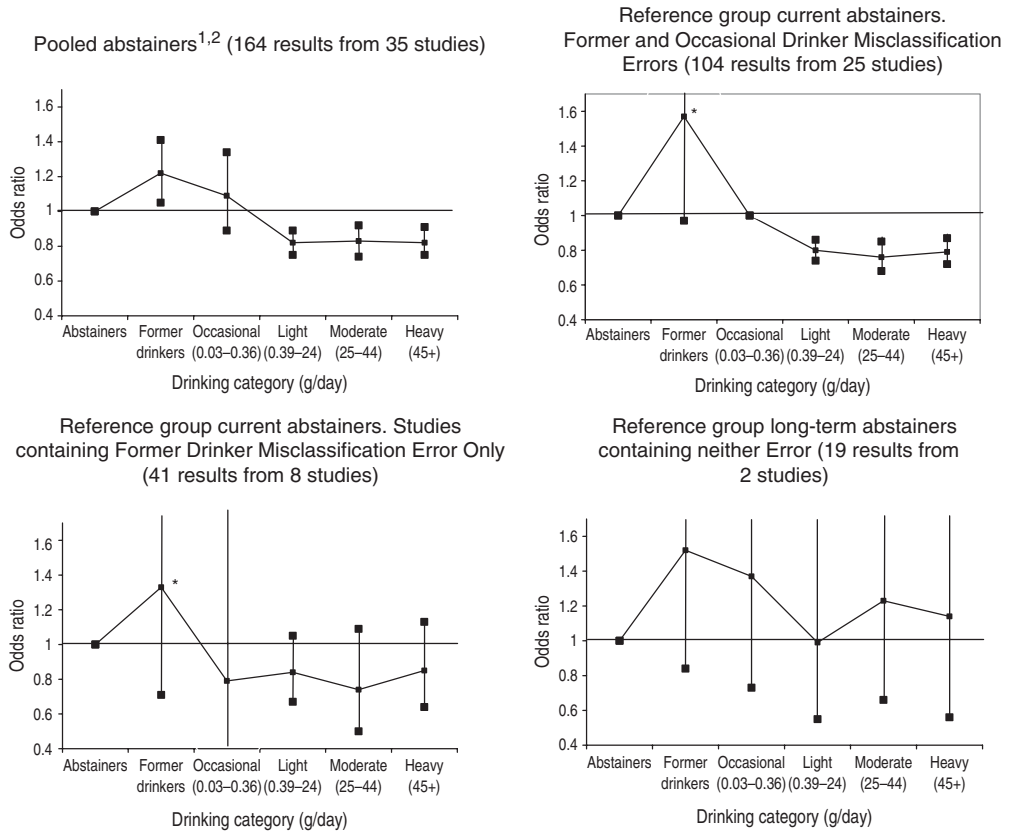 Pooled abstainers1,2 (164 results from 35 studies)
1.6
1.4
1.2
1
0.8
0.6
0.4
Odds ratio
Abstainers Former Occasional Light Moderate Heavy
drinkers (0.03–0.36) (0.39–24) (25–44) (45+)
Drinking category (g/day)
Reference group current abstainers.
Former and Occasional Drinker Misclassification
Errors (104 results from 25 studies)
1.6
1.4
1.2
1
0.8
0.6
0.4
Odds ratio
*
Abstainers Former Occasional Light Moderate Heavy
drinkers (0.03–0.36) (0.39–24) (25–44) (45+)
Drinking category (g/day)
Reference group current abstainers. Studies
containing Former Drinker Misclassification Error Only
(41 results from 8 studies)
1.6
1.4
1.2
1
0.8
0.6
0.4
Odds ratio
*
Abstainers Former Occasional Light Moderate Heavy
drinkers (0.03–0.36) (0.39–24) (25–44) (45+)
Drinking category (g/day)
Reference group long-term abstainers
containing neither Error (19 results from
2 studies)
1.6
1.4
1.2
1
0.8
0.6
0.4
Odds ratio
Abstainers Former Occasional Light Moderate Heavy
drinkers (0.03–0.36) (0.39–24) (25–44) (45+)
Drinking category (g/day)